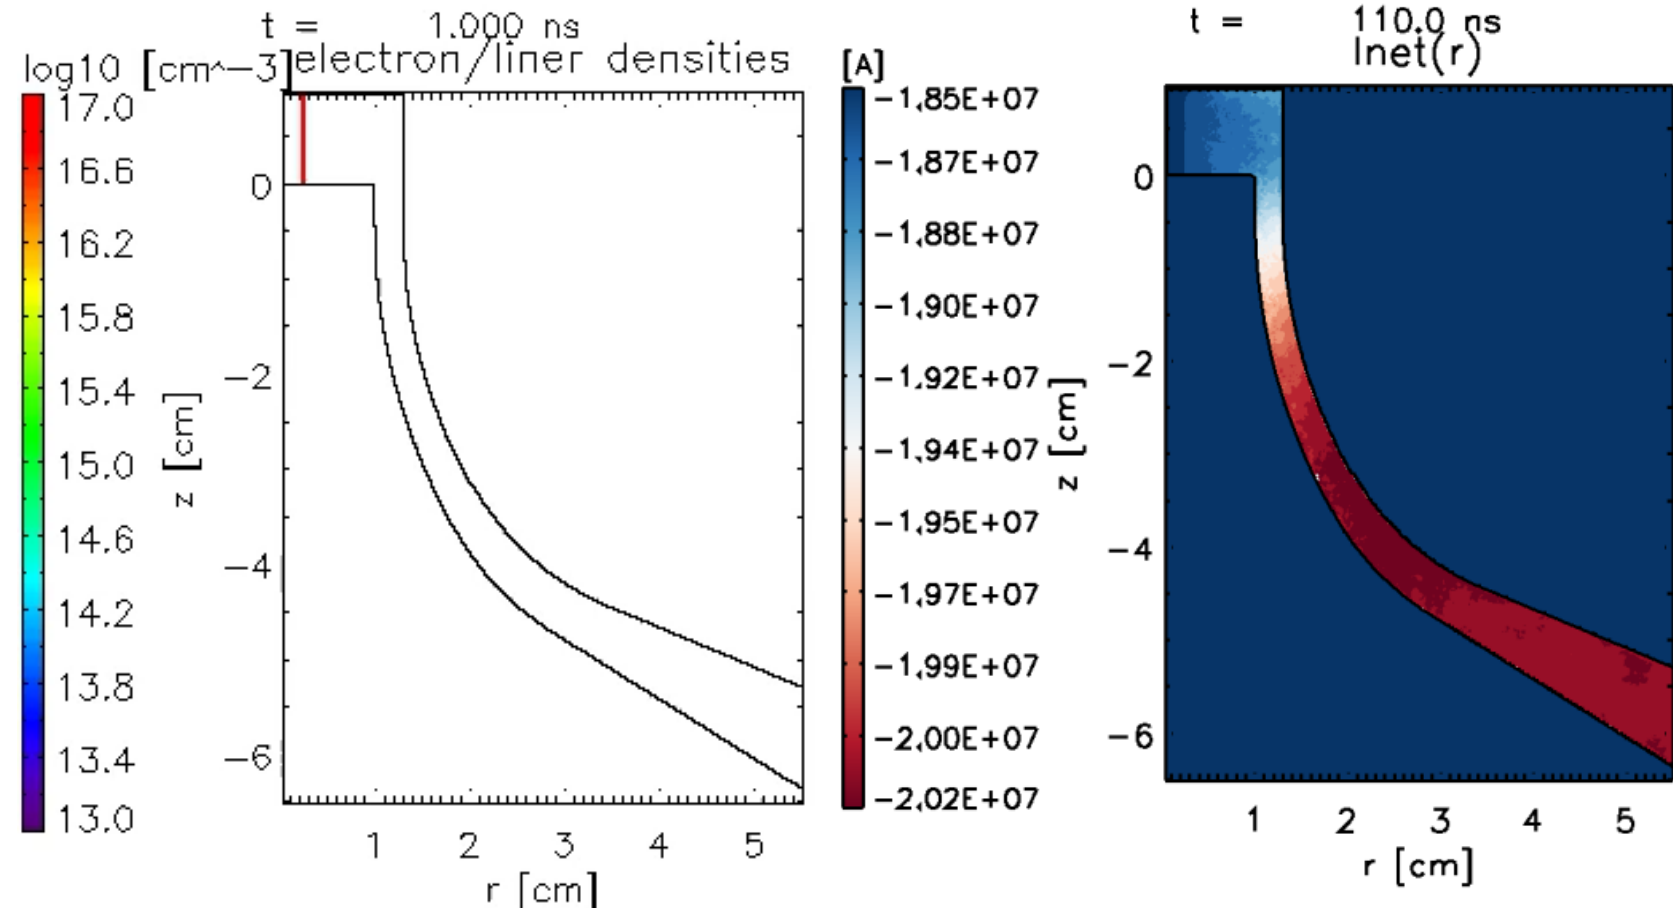 t = 1.000 ns
electron/liner densities
log10 [cm^-3]
17.0
16.6
16.2
15.8
15.4
15.0
14.6
14.2
13.8
13.4
13.0
z [cm]
0
-2
-4
-6
1 2 3 4 5
r [cm]
t = 110.0 ns
Inet(r)
[A]
-1.85E+07
-1.87E+07
-1.88E+07
-1.90E+07
-1.92E+07
-1.94E+07
-1.95E+07
-1.97E+07
-1.99E+07
-2.00E+07
-2.02E+07
z [cm]
0
-2
-4
-6
1 2 3 4 5
r [cm]